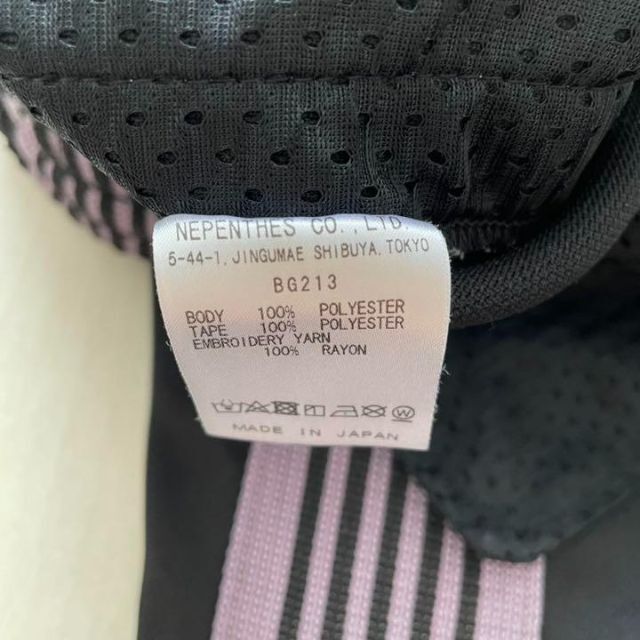 NEPENTHES CO.,LTD.
5-44-1,JINGUMAE SHIBUYA,TOKYO
BG213
BODY 100% POLYESTER
TAPE 100% POLYESTER
EMBROIDERY YARN
100% RAYON
MADE IN JAPAN